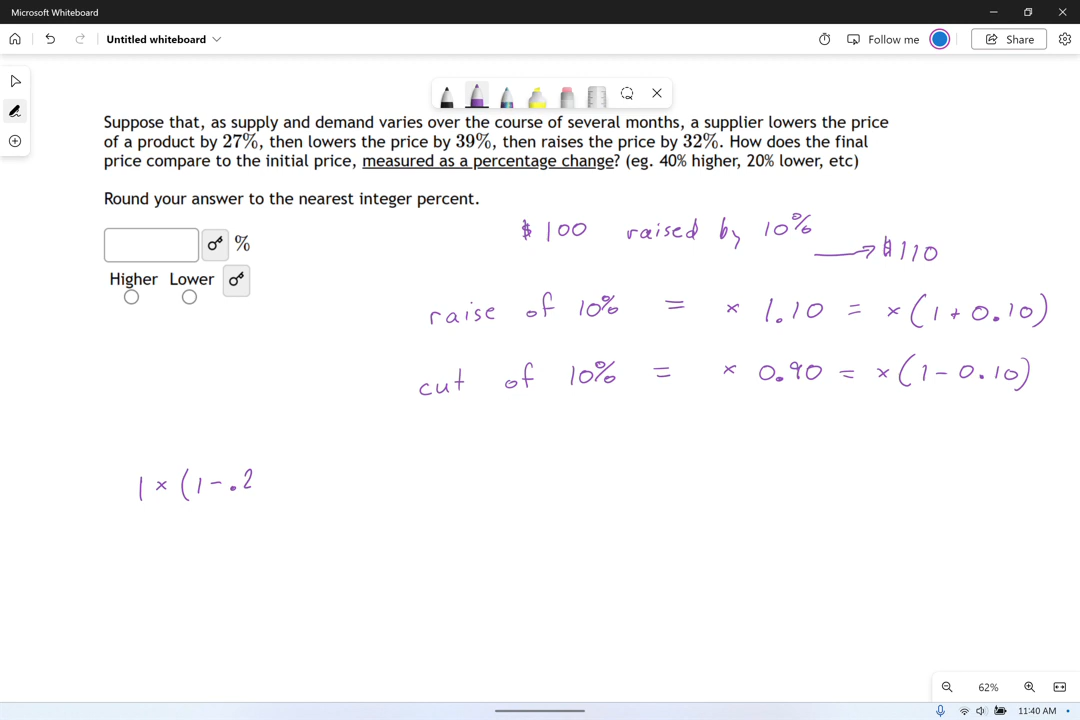 Microsoft Whiteboard
Untitled whiteboard
Follow me
Share
Suppose that, as supply and demand varies over the course of several months, a supplier lowers the price
of a product by 27%, then lowers the price by 39%, then raises the price by 32%. How does the final
price compare to the initial price, measured as a percentage change? (eg. 40% higher, 20% lower, etc)
Round your answer to the nearest integer percent.
%
Higher Lower
$100 raised by 10%
→ $110
raise of 10% = × 1.10 = ×(1 + 0.10)
cut of 10% = × 0.90 = ×(1 - 0.10)
1 × (1 - .2
62%
11:40 AM